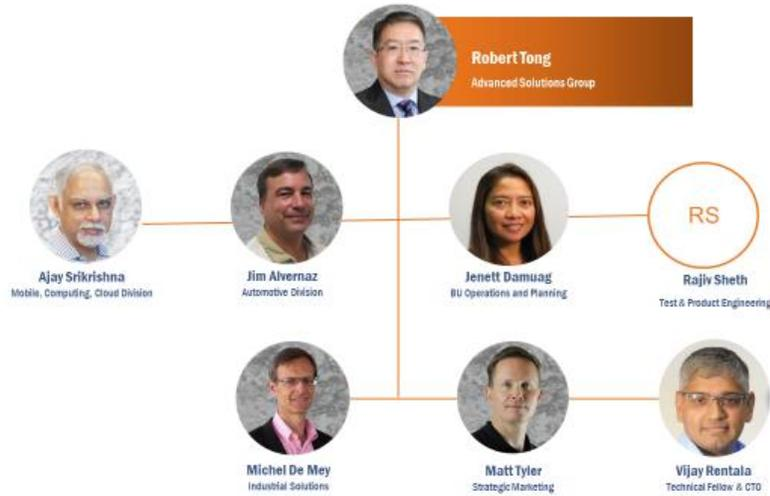 Robert Tong
Advanced Solutions Group
RS
Ajay Srikrishna
Mobile, Computing, Cloud Division
Jim Alvernaz
Automotive Division
Jenett Damuag
BU Operations and Planning
Rajiv Sheth
Test & Product Engineering
Michel De Mey
Industrial Solutions
Matt Tyler
Strategic Marketing
Vijay Rentala
Technical Fellow & CTO